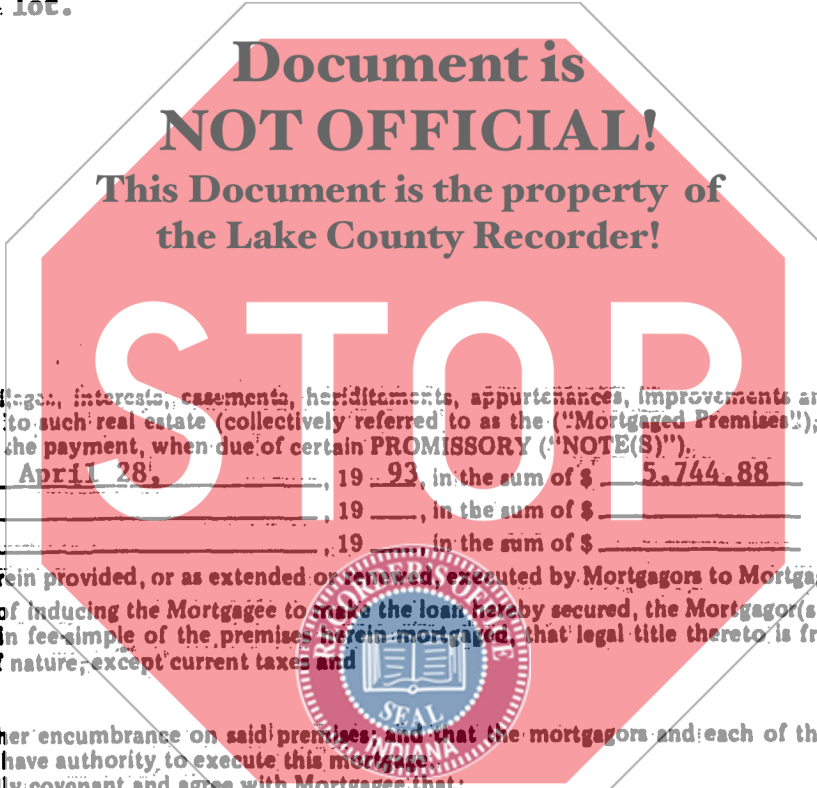 lot.
Document is
NOT OFFICIAL!
This Document is the property of
the Lake County Recorder!
STOP
interests, easements, heriditaments, appurtenances, improvements
to such real estate (collectively referred to as the ("Mortgaged Premises");
the payment, when due of certain PROMISSORY ("NOTE(S)"),
April 28, , 19 93, in the sum of $ 5,744.88
, 19 , in the sum of $
, 19 , in the sum of $
rein provided, or as extended or renewed, executed by Mortgagors to Mortga
of inducing the Mortgagee to make the loan hereby secured, the Mortgagor(s
in fee simple of the premises herein mortgaged, that legal title thereto is fr
nature, except current taxes and
RECORDER'S OFFICE
SEAL
INDIANA
her encumbrance on said premises; and that the mortgagors and each of th
have authority to execute this mortgage.
ly covenant and agree with Mortgagee that: